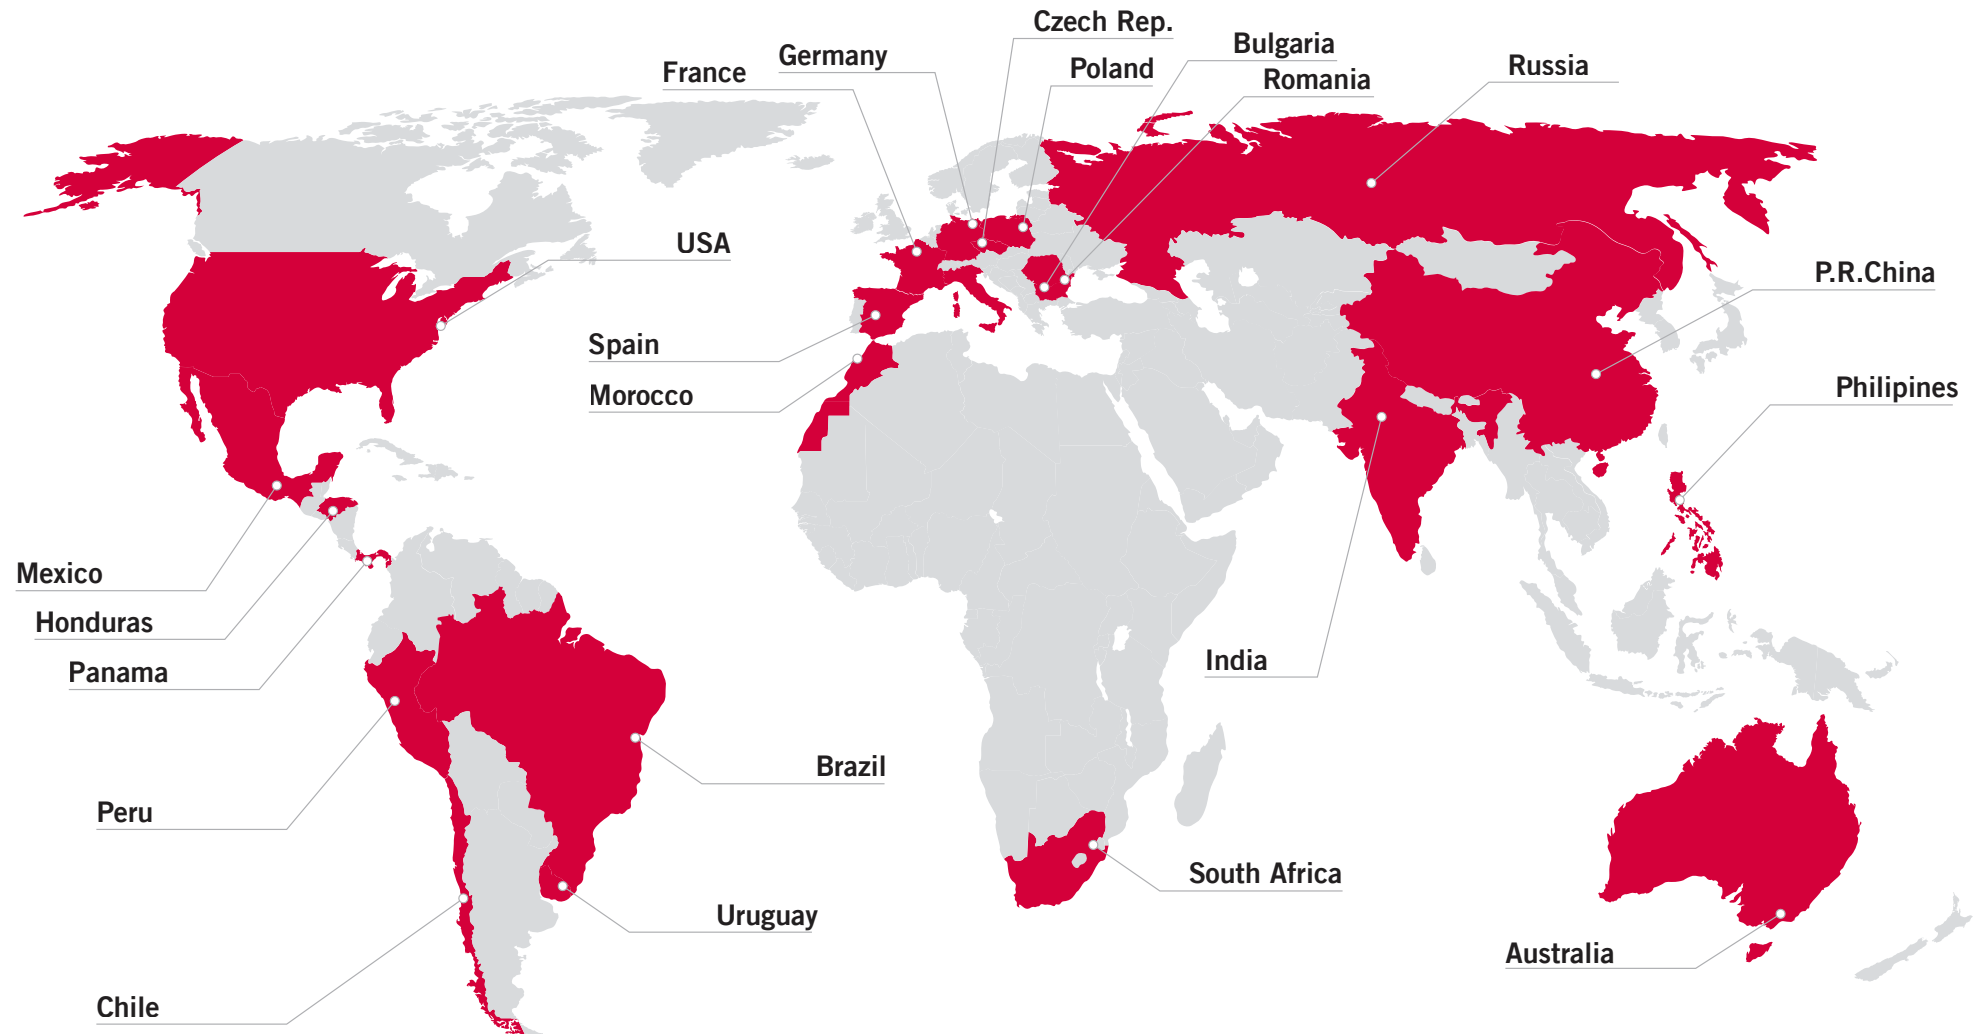 Czech Rep.
Bulgaria
Germany
Poland
France
Romania
Russia
USA
P.R.China
Spain
Morocco
Philipines
Mexico
Honduras
India
Panama
Brazil
Peru
South Africa
Uruguay
Australia
Chile